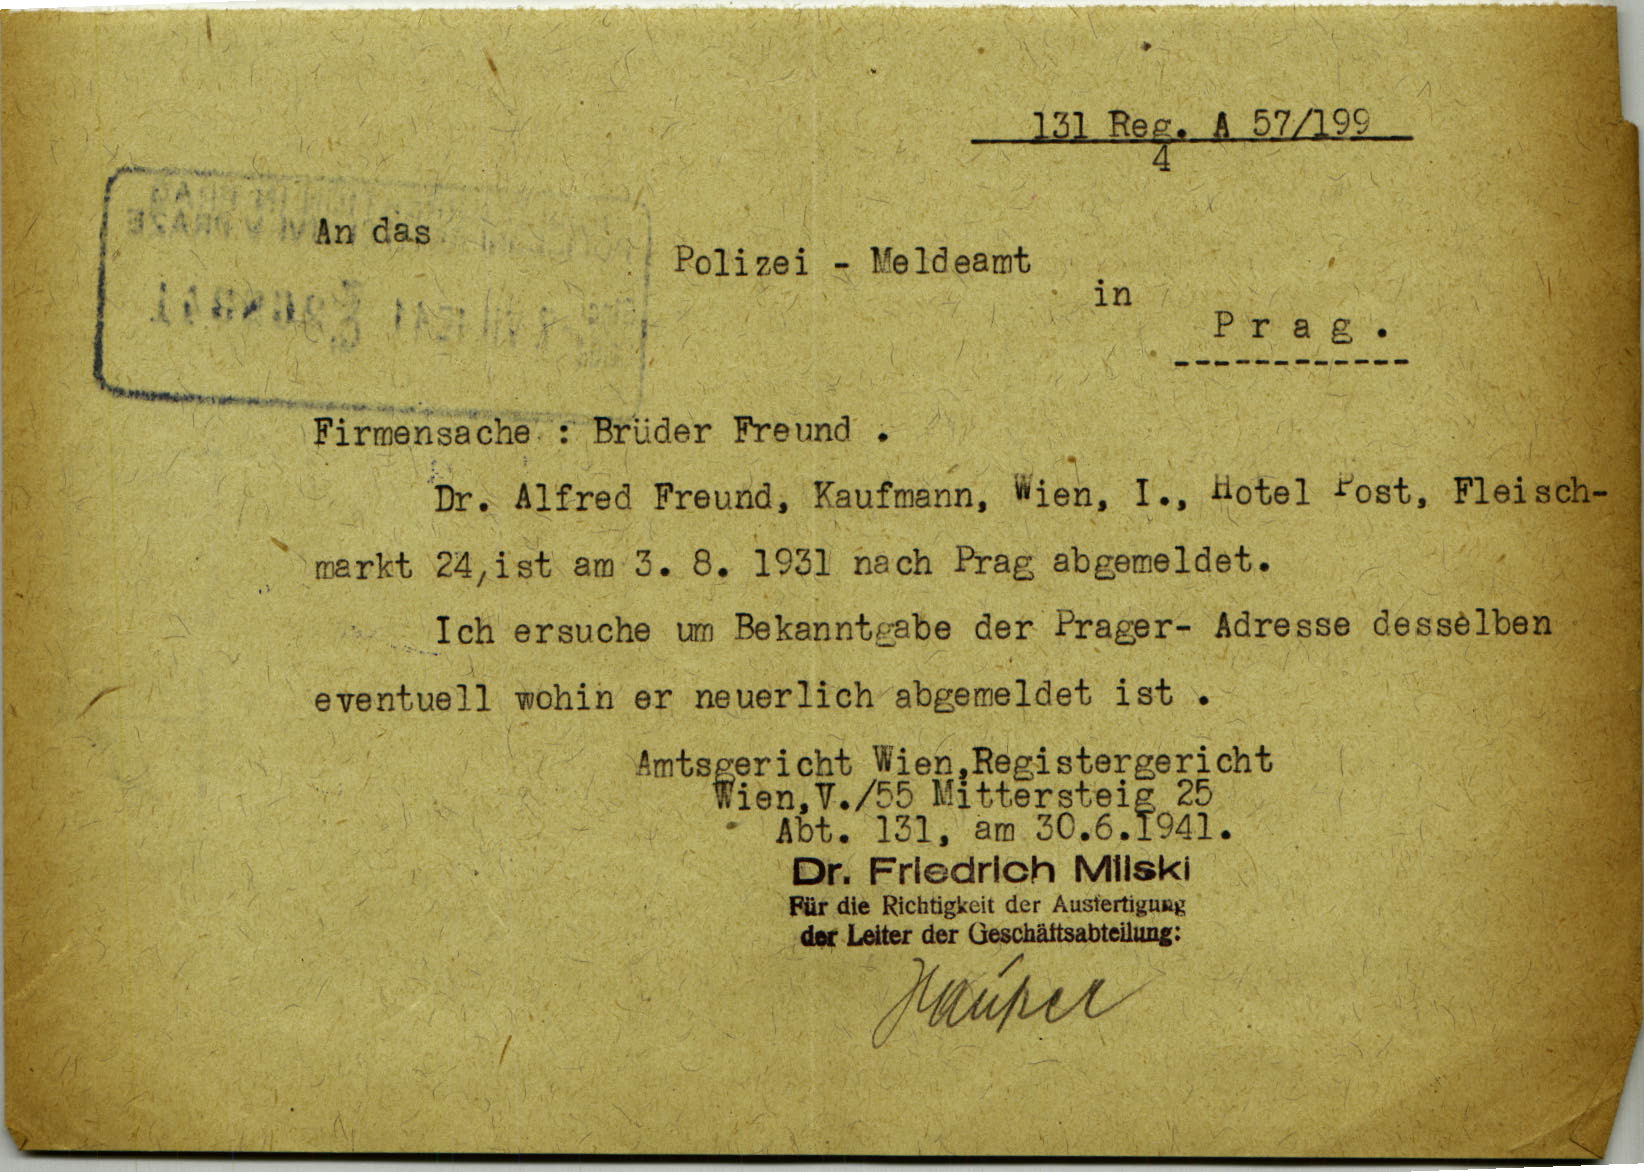 131 Reg. A 57/199
4
An das
Polizei - Meldeamt
in
Prag.
Firmensache : Brüder Freund .
Dr. Alfred Freund, Kaufmann, Wien, I., Hotel Post, Fleisch-
markt 24, ist am 3. 8. 1931 nach Prag abgemeldet.
Ich ersuche um Bekanntgabe der Prager- Adresse desselben
eventuell wohin er neuerlich abgemeldet ist .
Amtsgericht Wien,Registergericht
Wien,V./55 Mittersteig 25
Abt. 131, am 30.6.1941.
Dr. Friedrich Milski
Für die Richtigkeit der Ausfertigung
der Leiter der Geschäftsabteilung: